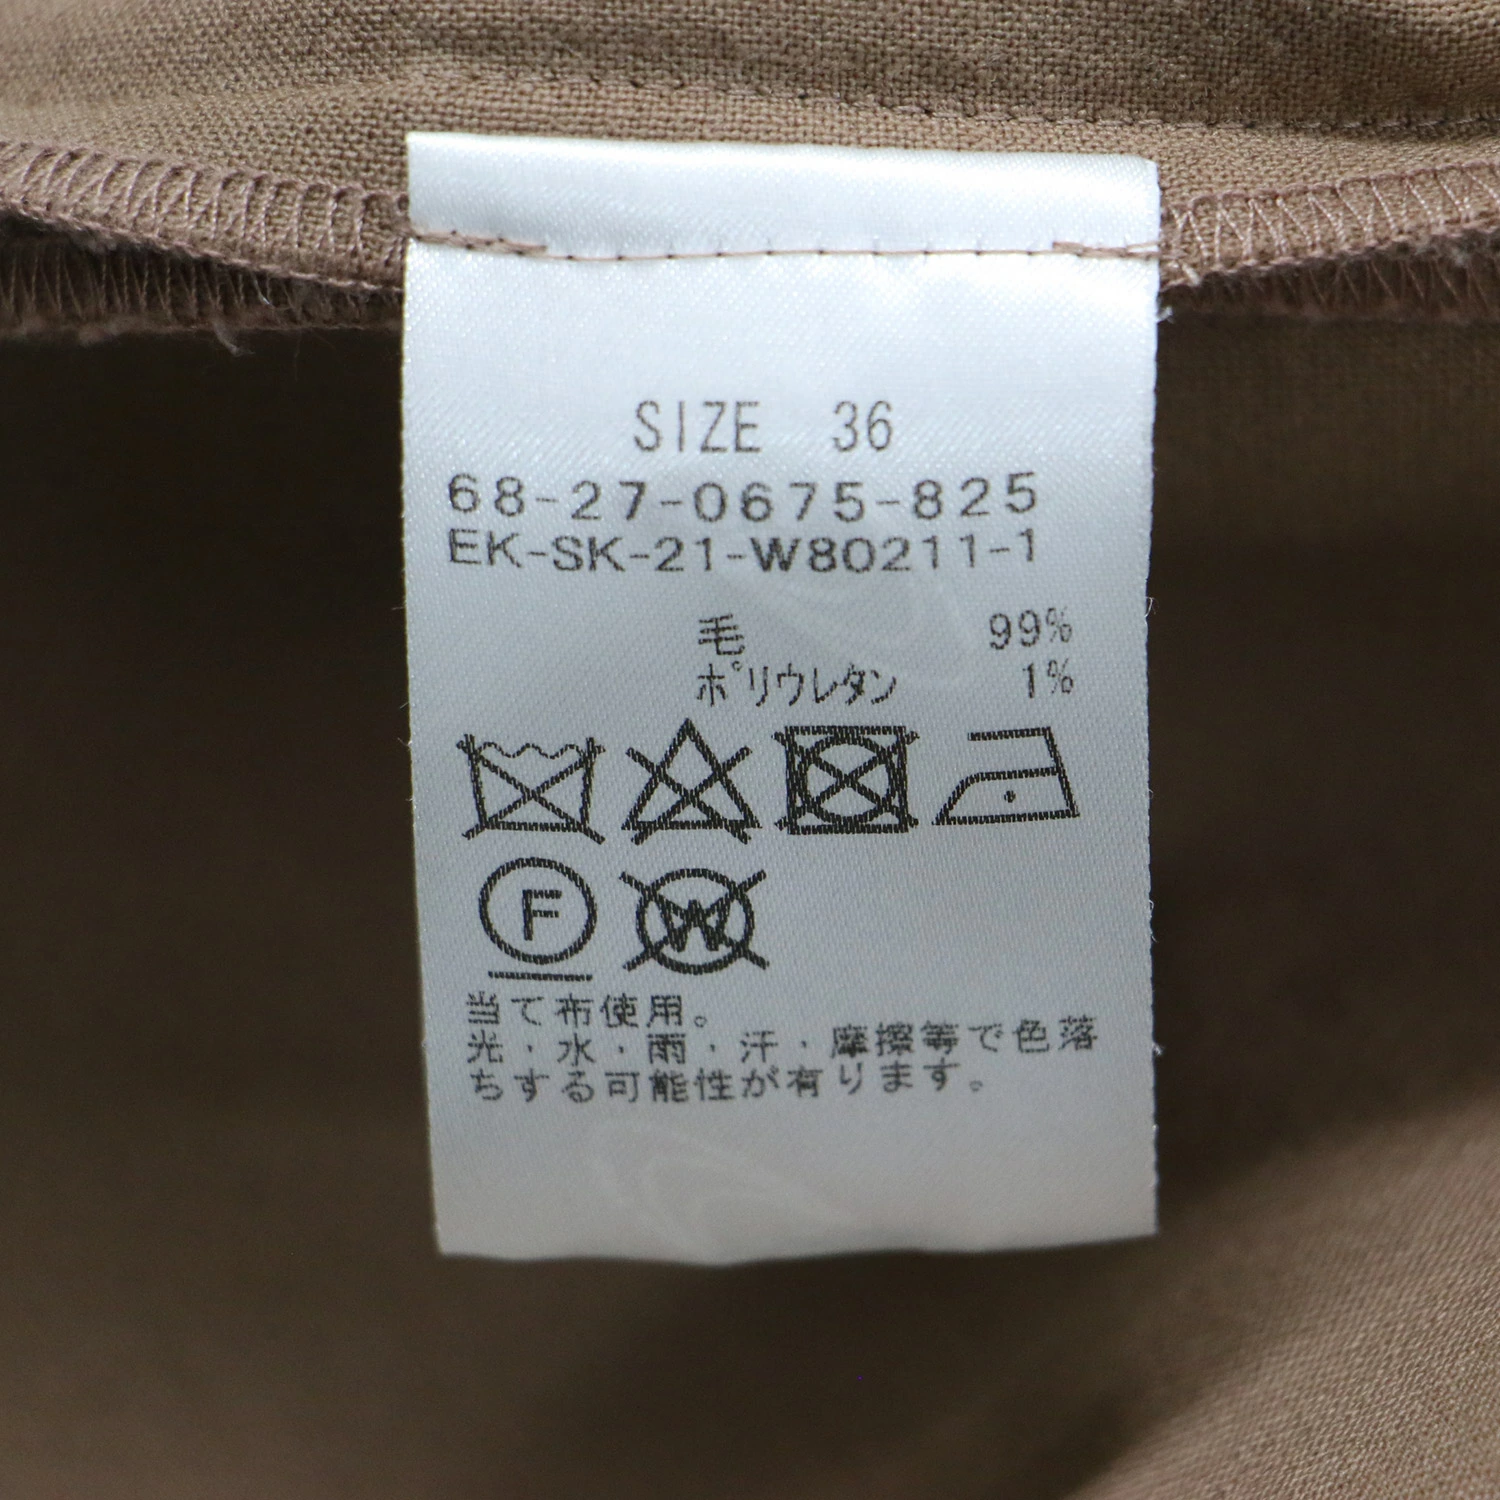 SIZE 36
68-27-0675-825
EK-SK-21-W80211-1
毛 99%
ポリウレタン 1%
F W
当て布使用。
光・水・雨・汗・摩擦等で色落
ちする可能性が有ります。